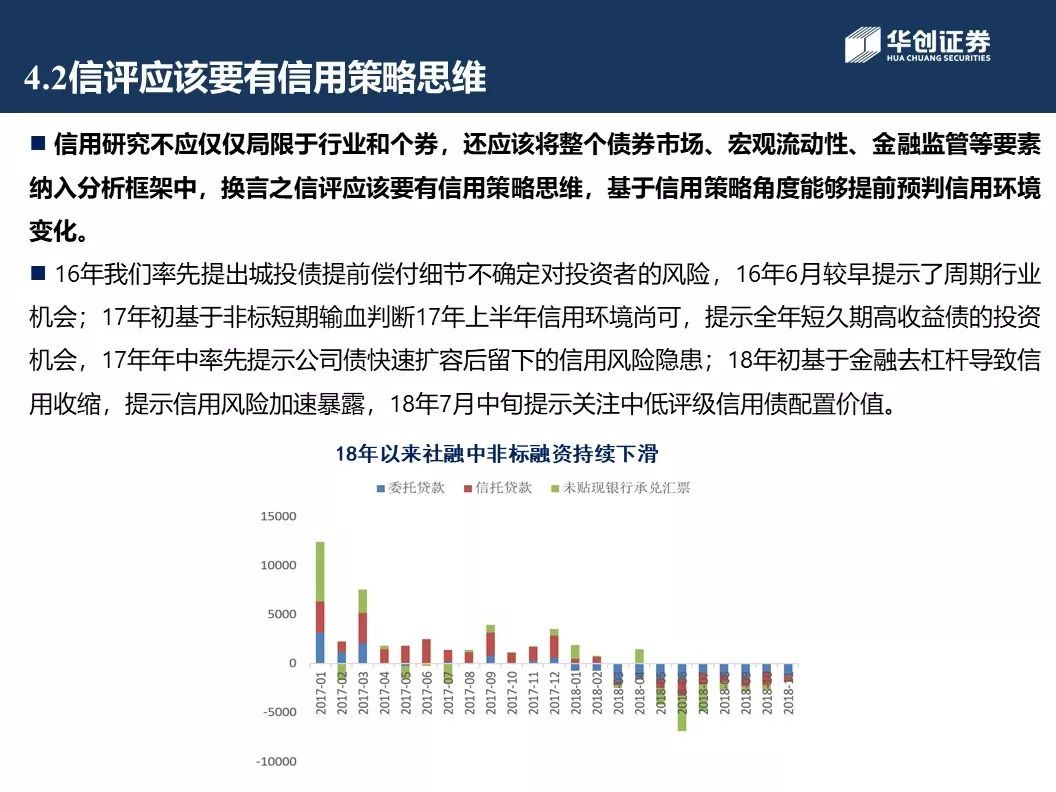 华创证券
HUA CHUANG SECURITIES
4.2信评应该要有信用策略思维
■ 信用研究不应仅仅局限于行业和个券，还应该将整个债券市场、宏观流动性、金融监管等要素
纳入分析框架中，换言之信评应该要有信用策略思维，基于信用策略角度能够提前预判信用环境
变化。
■ 16年我们率先提出城投债提前偿付细节不确定对投资者的风险，16年6月较早提示了周期行业
机会；17年初基于非标短期输血判断17年上半年信用环境尚可，提示全年短久期高收益债的投资
机会，17年年中率先提示公司债快速扩容后留下的信用风险隐患；18年初基于金融去杠杆导致信
用收缩，提示信用风险加速暴露，18年7月中旬提示关注中低评级信用债配置价值。
18年以来社融中非标融资持续下滑
■委托贷款 ■信托贷款 ■未贴现银行承兑汇票
15000
10000
5000
0
-5000
-10000
2017-01
2017-02
2017-03
2017-04
2017-05
2017-06
2017-07
2017-08
2017-09
2017-10
2017-11
2017-12
2018-01
2018-02
2018-03
2018-04
2018-05
2018-06
2018-07
2018-08
2018-09
2018-10
2018-11